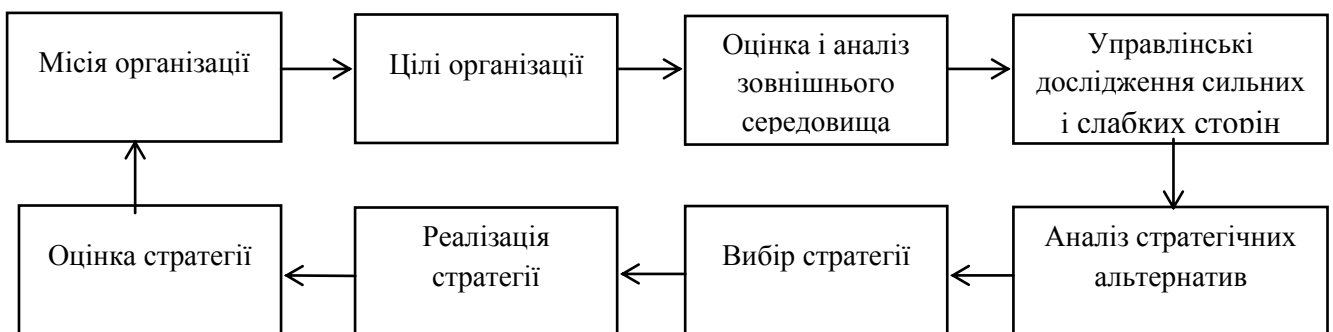 Місія організації
Цілі організації
Оцінка і аналіз
зовнішнього
середовища
Управлінські
дослідження сильних
і слабких сторін
Аналіз стратегічних
альтернатив
Вибір стратегії
Реалізація
стратегії
Оцінка стратегії